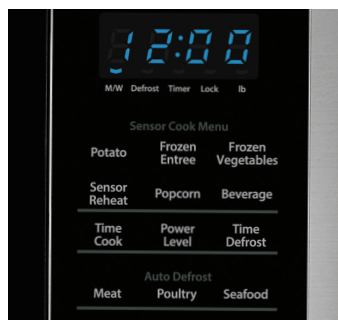 12:00
M/W Defrost Timer Lock lb
Sensor Cook Menu
Potato Frozen Entree Frozen Vegetables
Sensor Reheat Popcorn Beverage
Time Cook Power Level Time Defrost
Auto Defrost
Meat Poultry Seafood